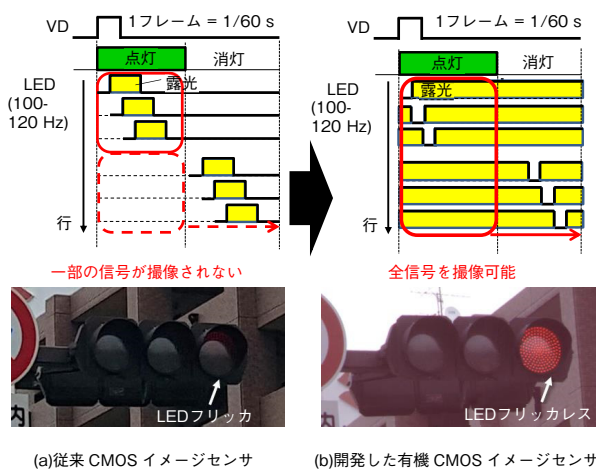 VD
1フレーム = 1/60 s
点灯
消灯
LED
(100-
120 Hz)
露光
行
一部の信号が撮像されない
内
LEDフリッカ
(a)従来 CMOS イメージセンサ
VD
1フレーム = 1/60 s
点灯
消灯
LED
(100-
120 Hz)
露光
行
全信号を撮像可能
内
LEDフリッカレス
(b)開発した有機 CMOS イメージセンサ